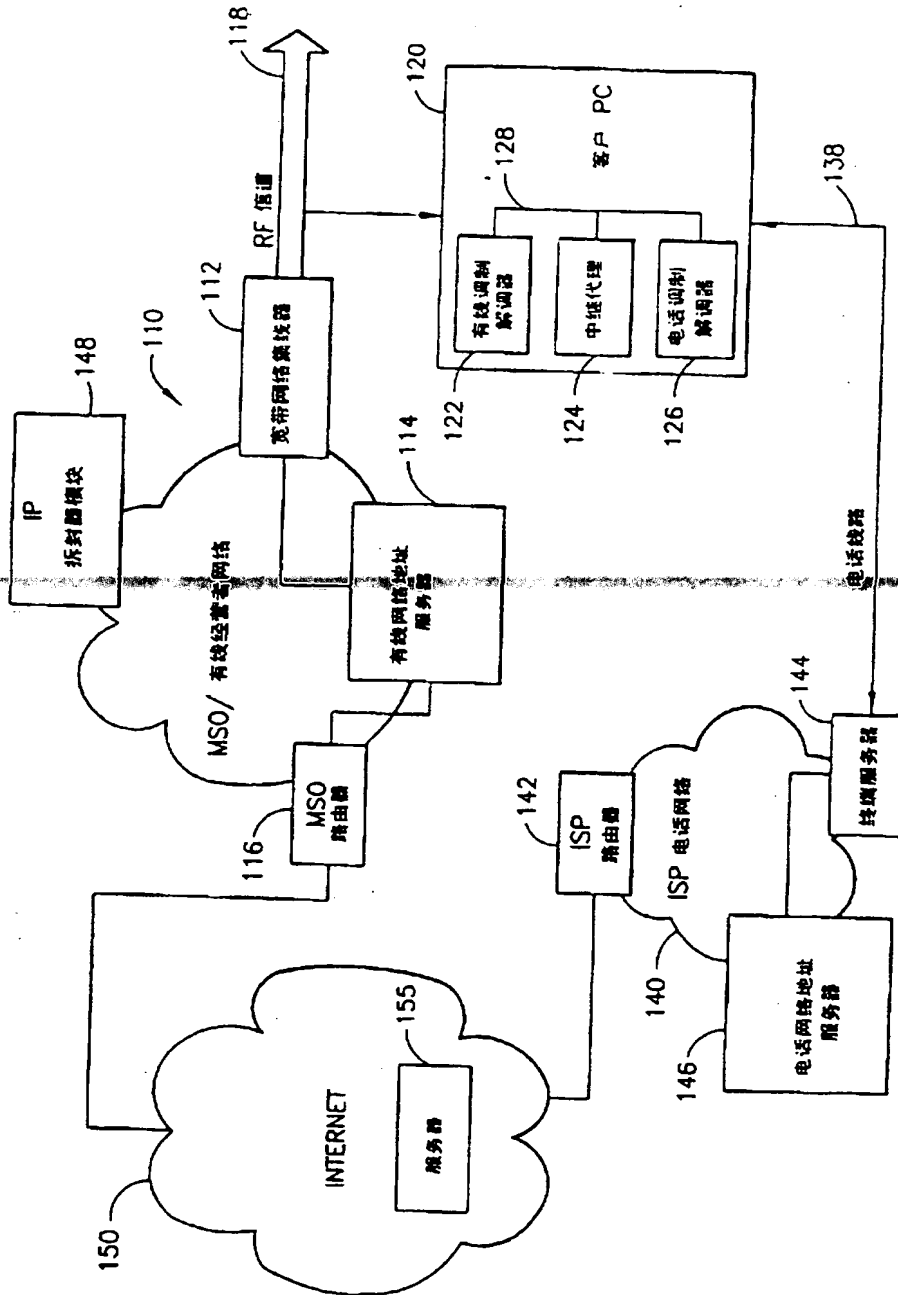 118
RF 信道
112
宽带网络集线器
110
148
IP
拆封器模块
MSO/ 有线经营者网络
114
有线网络地址
服务器
116
MSO
路由器
120
客户 PC
128
有线调制
解调器
122
中继代理
124
电话调制
解调器
126
138
电话线路
144
终端服务器
142
ISP
路由器
ISP 电话网络
140
电话网络地址
服务器
146
150
INTERNET
155
服务器